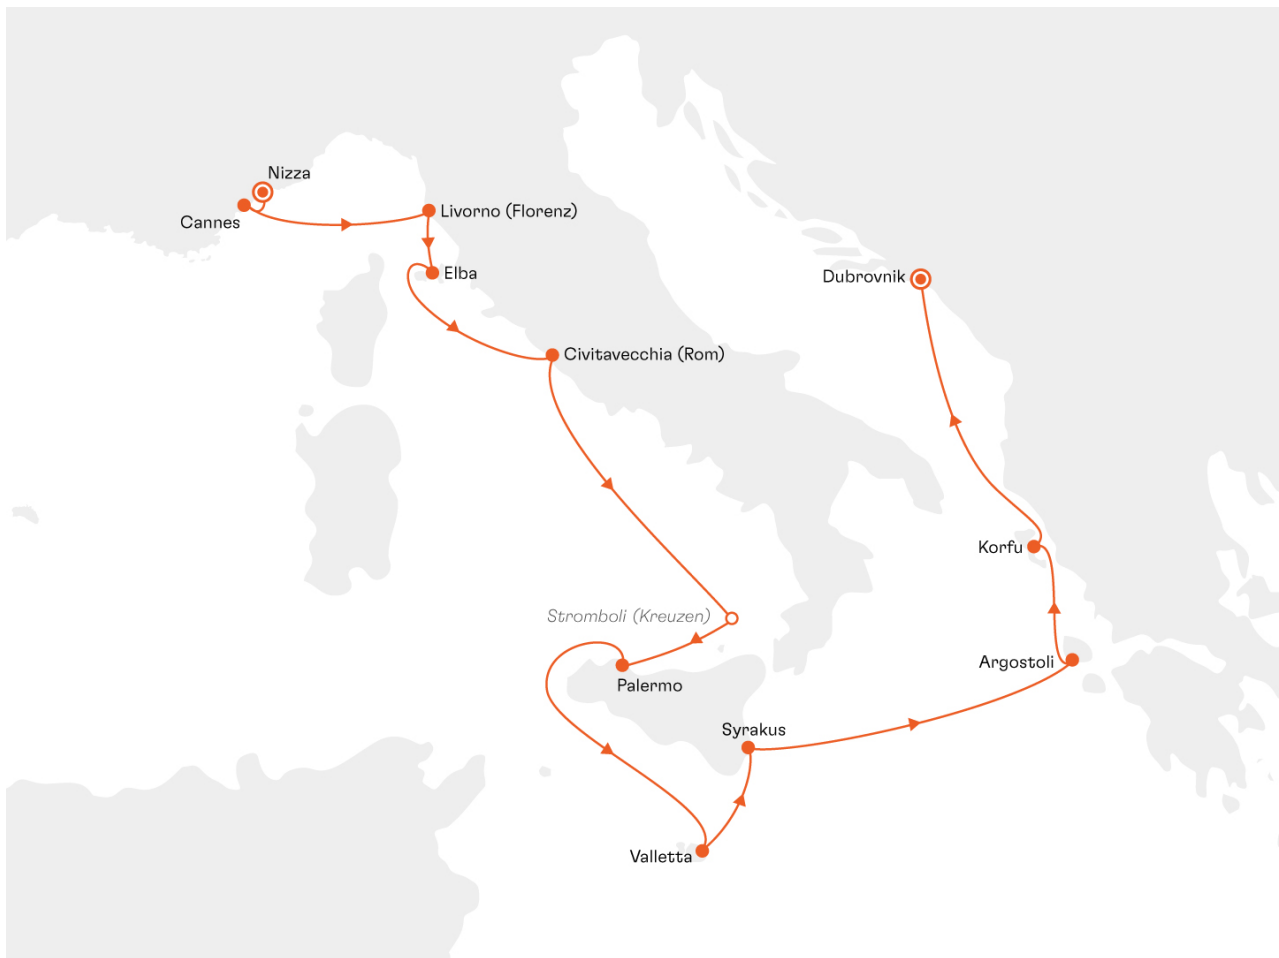 Nizza
Cannes
Livorno (Florenz)
Elba
Dubrovnik
Civitavecchia (Rom)
Korfu
Stromboli (Kreuzen)
Argostoli
Palermo
Syrakus
Valletta